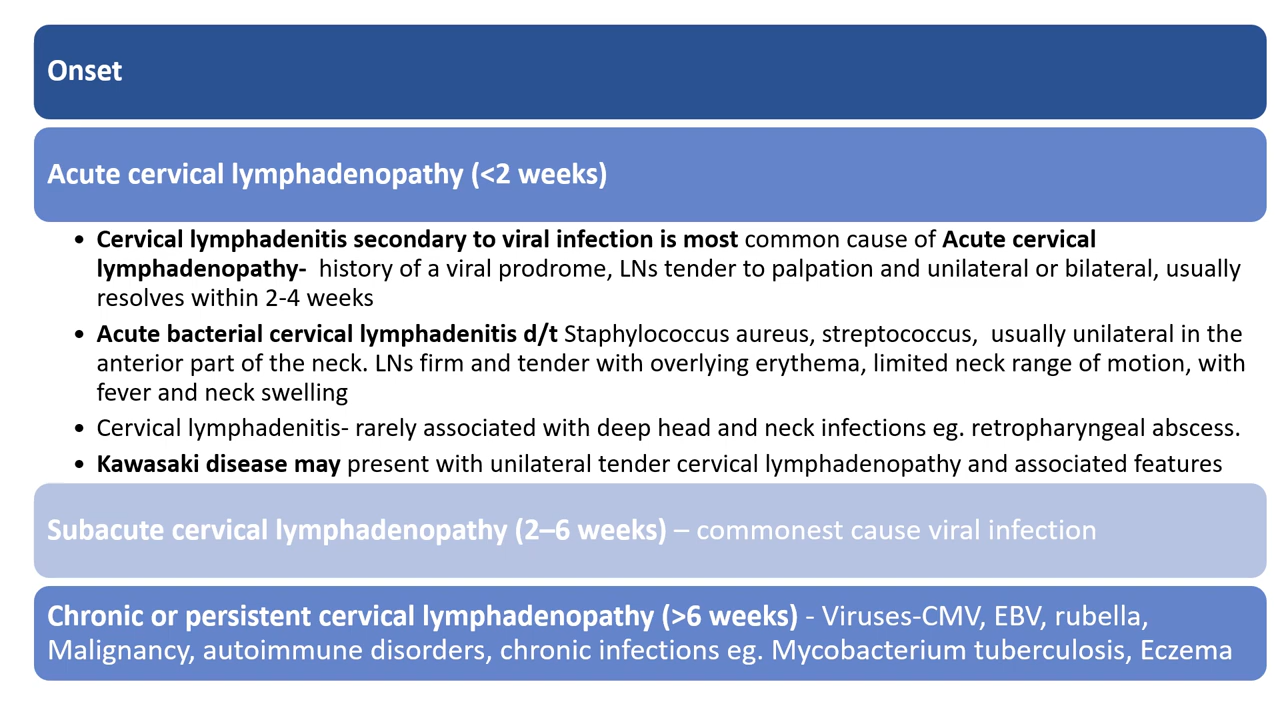 Onset
Acute cervical lymphadenopathy (<2 weeks)
• Cervical lymphadenitis secondary to viral infection is most common cause of Acute cervical
lymphadenopathy-  history of a viral prodrome, LNs tender to palpation and unilateral or bilateral, usually
resolves within 2-4 weeks
• Acute bacterial cervical lymphadenitis d/t Staphylococcus aureus, streptococcus,  usually unilateral in the
anterior part of the neck. LNs firm and tender with overlying erythema, limited neck range of motion, with
fever and neck swelling
• Cervical lymphadenitis- rarely associated with deep head and neck infections eg. retropharyngeal abscess.
• Kawasaki disease may present with unilateral tender cervical lymphadenopathy and associated features
Subacute cervical lymphadenopathy (2–6 weeks) – commonest cause viral infection
Chronic or persistent cervical lymphadenopathy (>6 weeks) - Viruses-CMV, EBV, rubella,
Malignancy, autoimmune disorders, chronic infections eg. Mycobacterium tuberculosis, Eczema